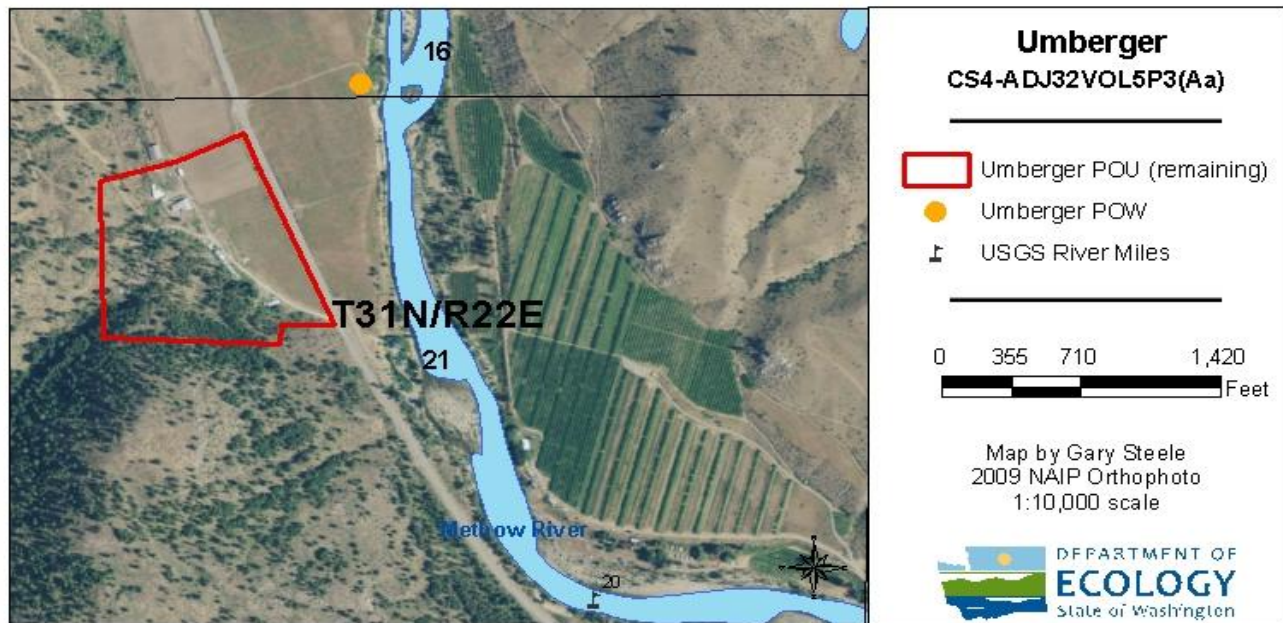 16
T31N/R22E
21
Methow River
20
Umberger
CS4-ADJ32VOL5P3(Aa)
Umberger POU (remaining)
Umberger POW
USGS River Miles
0 355 710 1,420
Feet
Map by Gary Steele
2009 NAIP Orthophoto
1:10,000 scale
DEPARTMENT OF
ECOLOGY
State of Washington